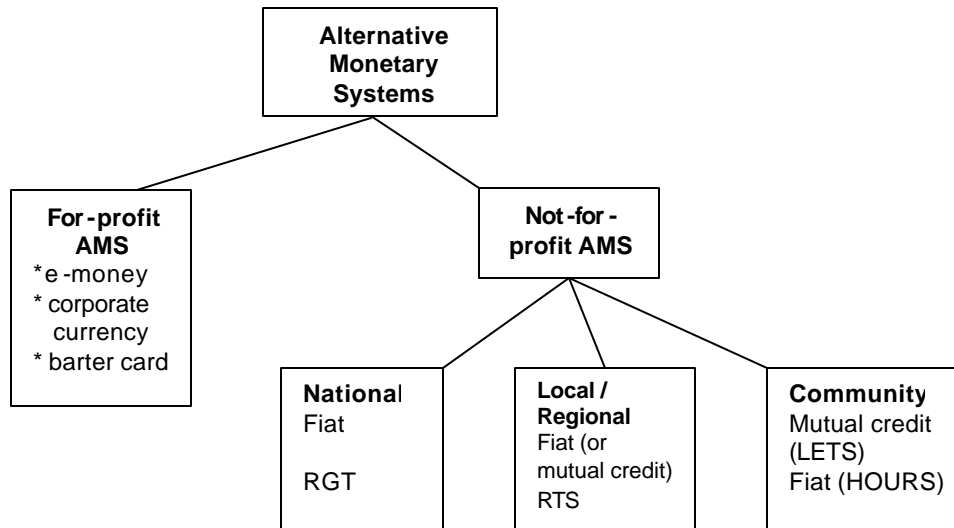 Alternative
Monetary
Systems
For-profit
AMS
*e-money
* corporate
currency
* barter card
Not-for-
profit AMS
National
Fiat
RGT
Local /
Regional
Fiat (or
mutual credit)
RTS
Community
Mutual credit
(LETS)
Fiat (HOURS)